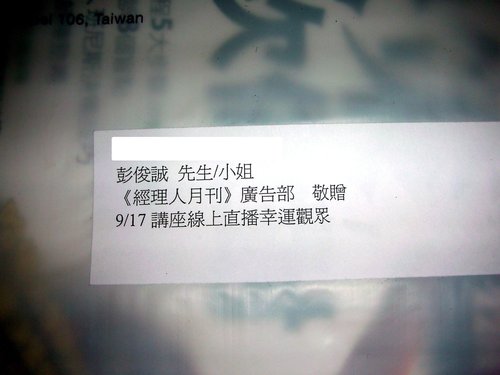 106, Taiwan
彭俊誠 先生/小姐
《經理人月刊》廣告部 敬贈
9/17 講座線上直播幸運觀眾